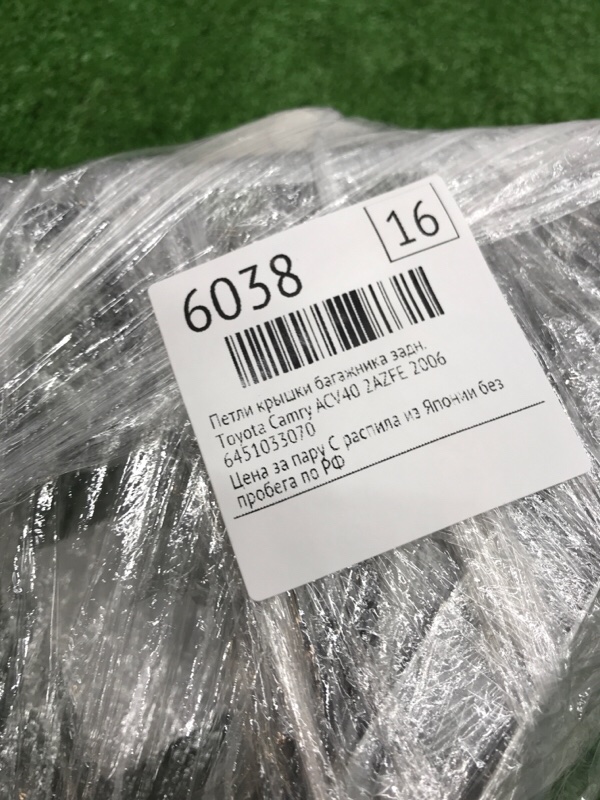 16
6038
Петли крышки багажника задн.
Toyota Camry ACV40 2AZFE 2006
6451033070
Цена за пару С распила из Японии без
пробега по РФ